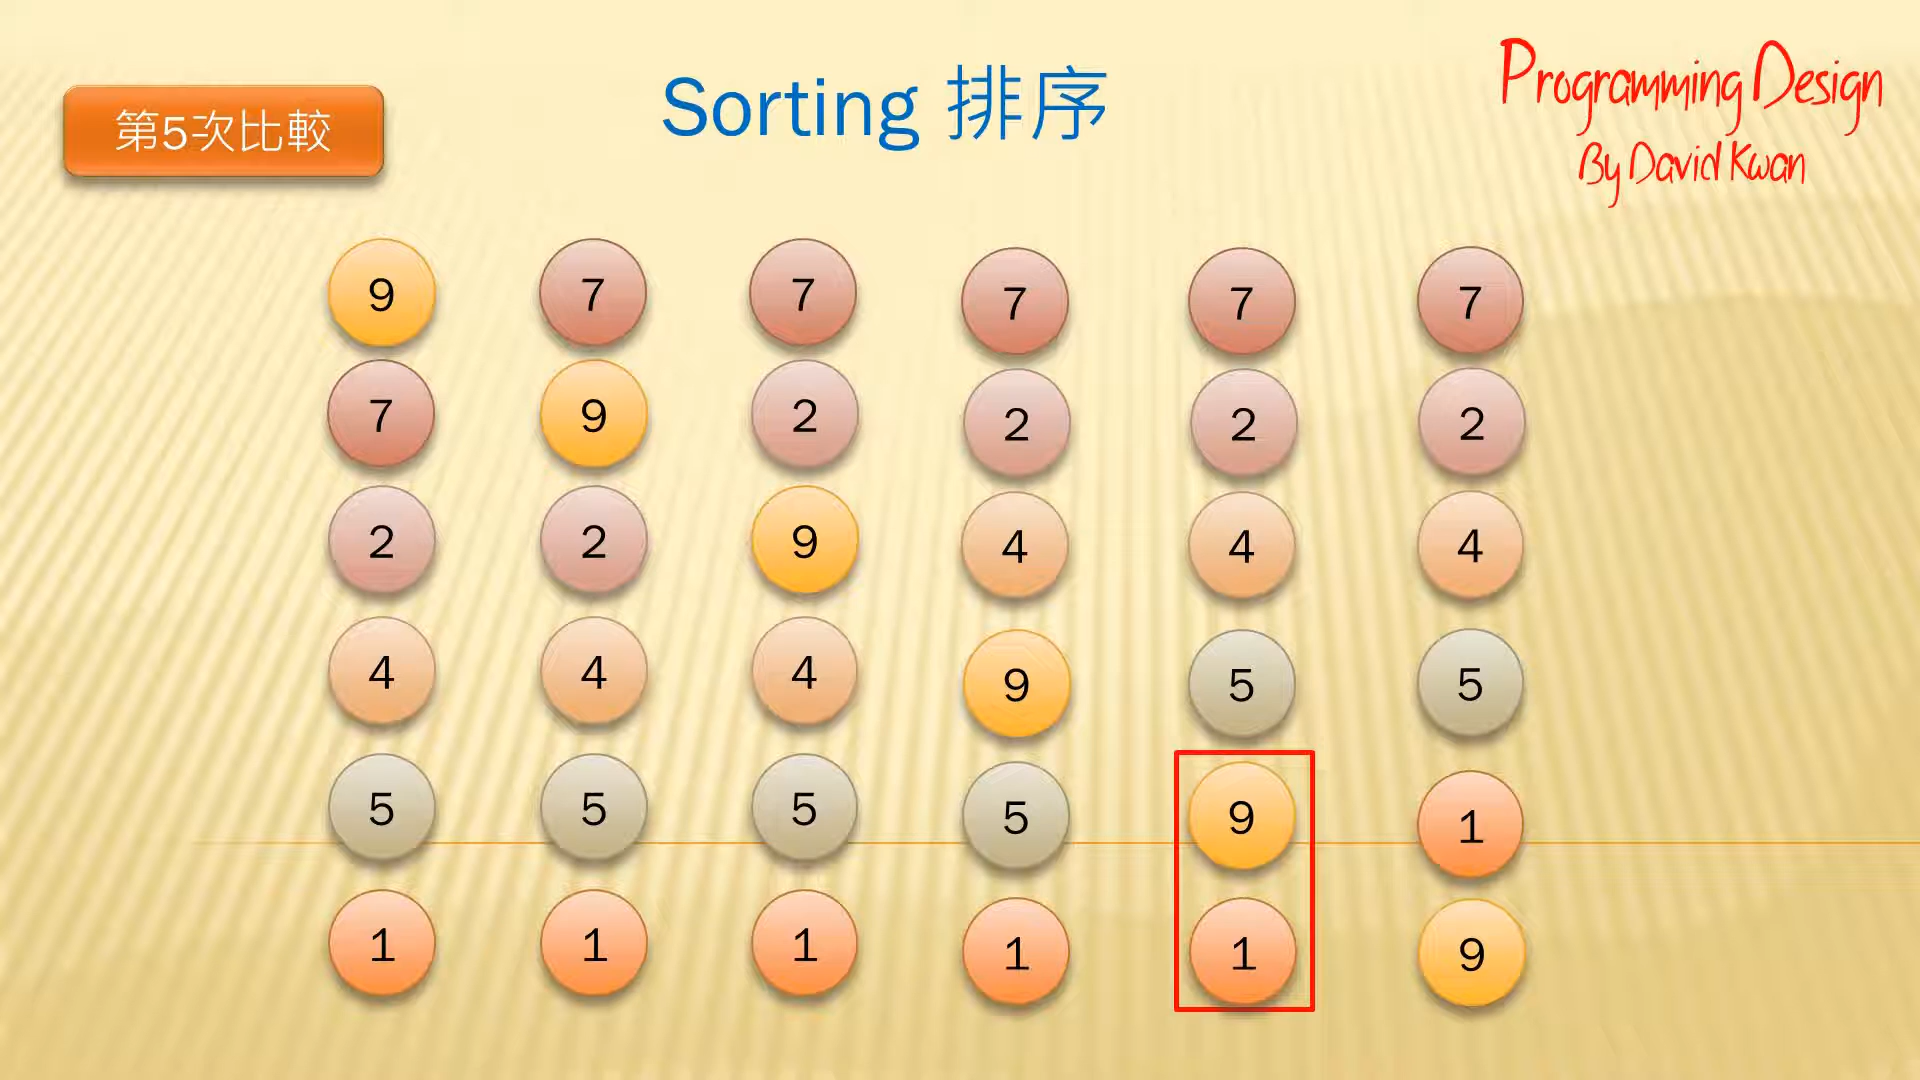 Sorting 排序
Programming Design
By David Kwan
第5次比較
9 7 7 7 7 7
7 9 2 2 2 2
2 2 9 4 4 4
4 4 4 9 5 5
5 5 5 5 9 1
1 1 1 1 1 9